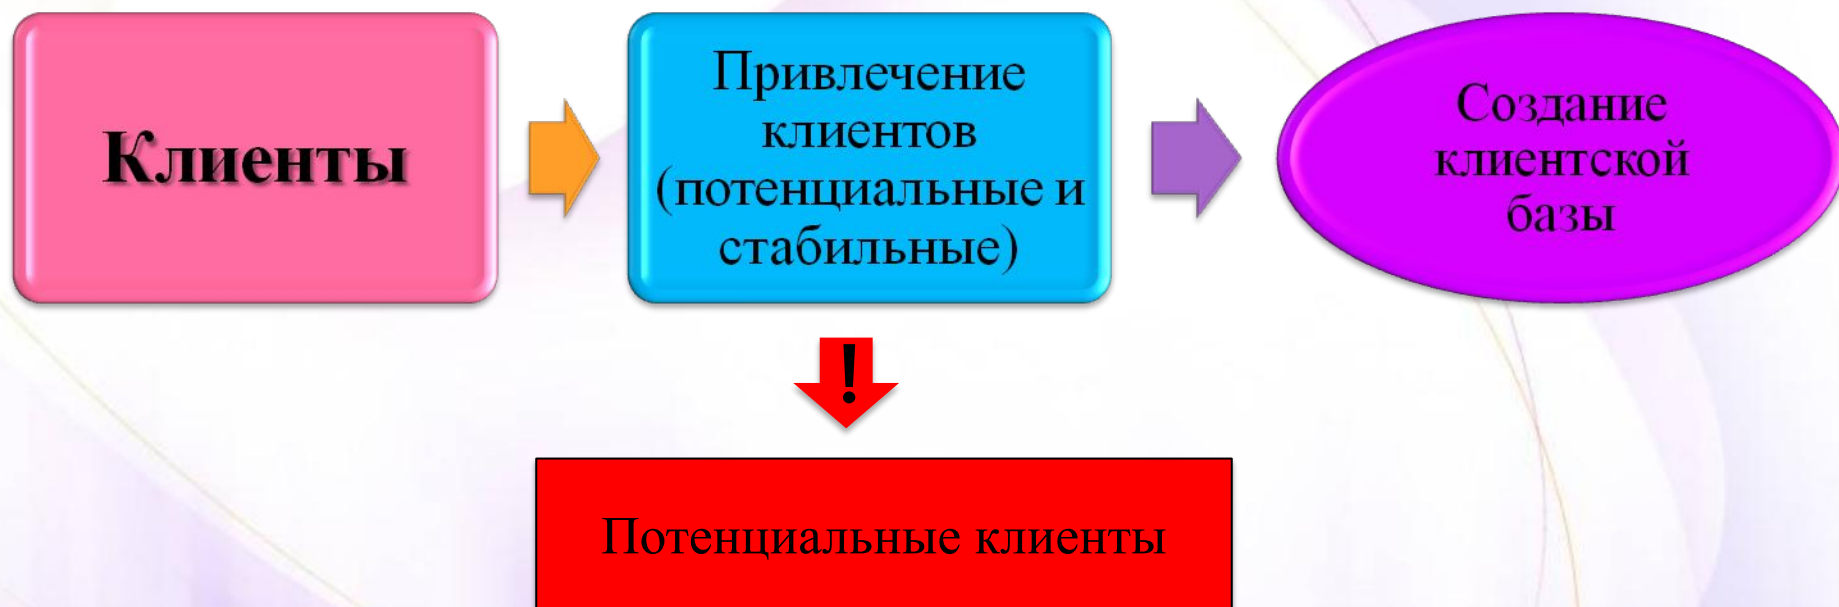 Клиенты
Привлечение
клиентов
(потенциальные и
стабильные)
Создание
клиентской
базы
!
Потенциальные клиенты